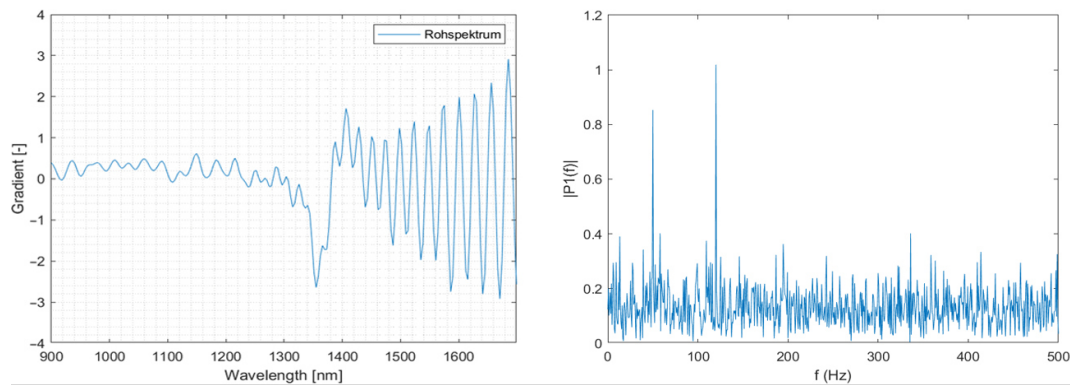 Rohspektrum
Gradient [-]
4
3
2
1
0
−1
−2
−3
−4
900 1000 1100 1200 1300 1400 1500 1600
Wavelength [nm]
|P1(f)|
1.2
1
0.8
0.6
0.4
0.2
0
0 100 200 300 400 500
f (Hz)